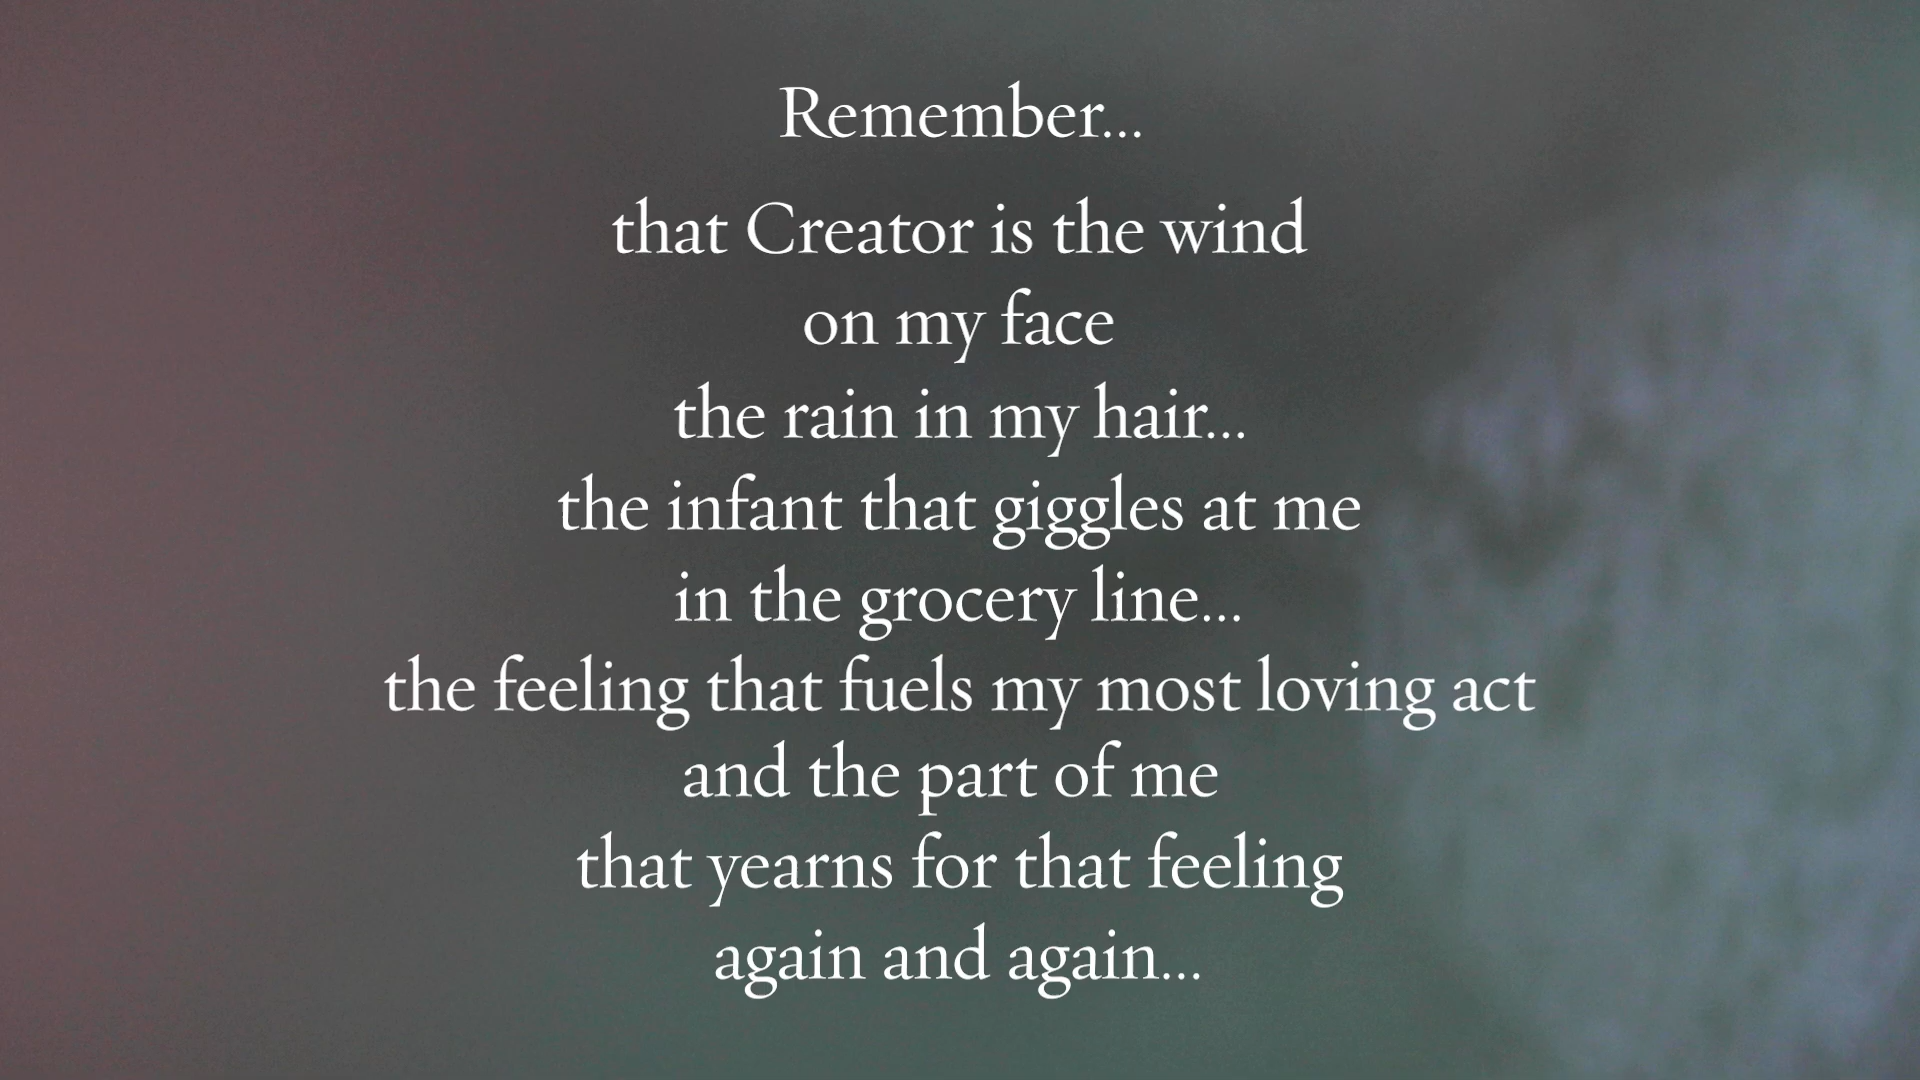 Remember...
that Creator is the wind
on my face
the rain in my hair...
the infant that giggles at me
in the grocery line...
the feeling that fuels my most loving act
and the part of me
that yearns for that feeling
again and again...